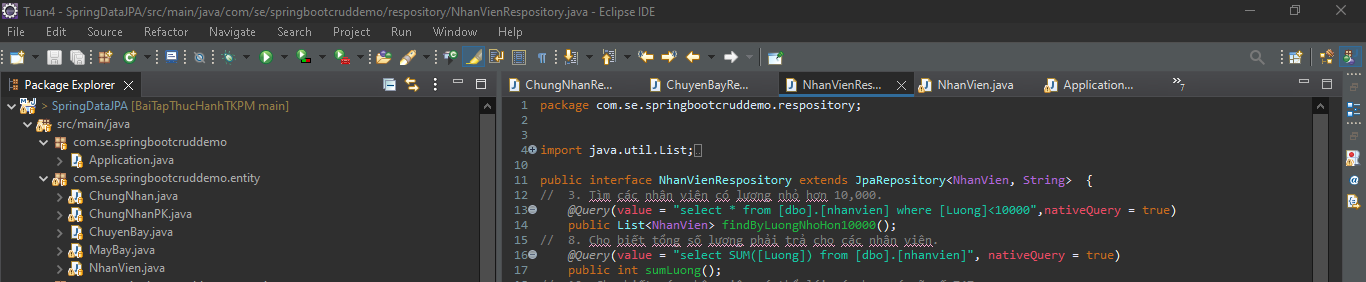 Tuan4 - SpringDataJPA/src/main/java/com/se/springbootcruddemo/respository/NhanVienRespository.java - Eclipse IDE
File Edit Source Refactor Navigate Search Project Run Window Help
Package Explorer
SpringDataJPA [BaiTapThucHanhTKPM main]
src/main/java
com.se.springbootcruddemo
Application.java
com.se.springbootcruddemo.entity
ChungNhan.java
ChungNhanPK.java
ChuyenBay.java
MayBay.java
NhanVien.java
ChungNhanRe... ChuyenBayRe... NhanVienRes... NhanVien.java Application... 7
1 package com.se.springbootcruddemo.respository;
2
3
4 import java.util.List;
10
11 public interface NhanVienRespository extends JpaRepository<NhanVien, String> {
12 // 3. Tìm các nhân viên có lương nhỏ hơn 10,000.
13 @Query(value = "select * from [dbo].[nhanvien] where [Luong]<10000",nativeQuery = true)
14 public List<NhanVien> findByLuongNhoHon10000();
15 // 8. Cho biết tổng số lương phải trả cho các nhân viên.
16 @Query(value = "select SUM([Luong]) from [dbo].[nhanvien]", nativeQuery = true)
17 public int sumLuong();